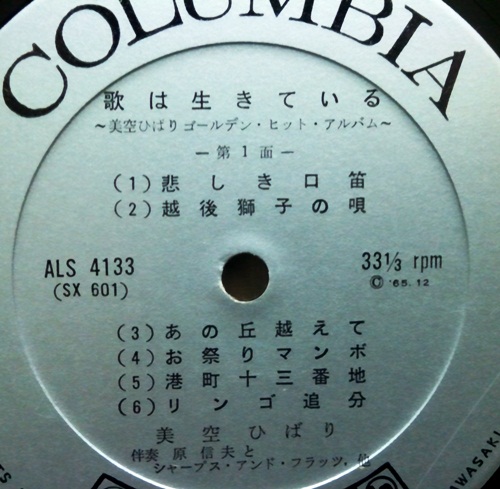 COLUMBIA
歌は生きている
～美空ひばりゴールデン・ヒット・アルバム～
―第1面―
(1)悲しき口笛
(2)越後獅子の唄
ALS 4133
(SX 601)
33⅓ rpm
© '65.12
(3)あの丘越えて
(4)お祭りマンボ
(5)港町十三番地
(6)リンゴ追分
美空ひばり
伴奏 原信夫と
シャープス・アンド・フラッツ, 他